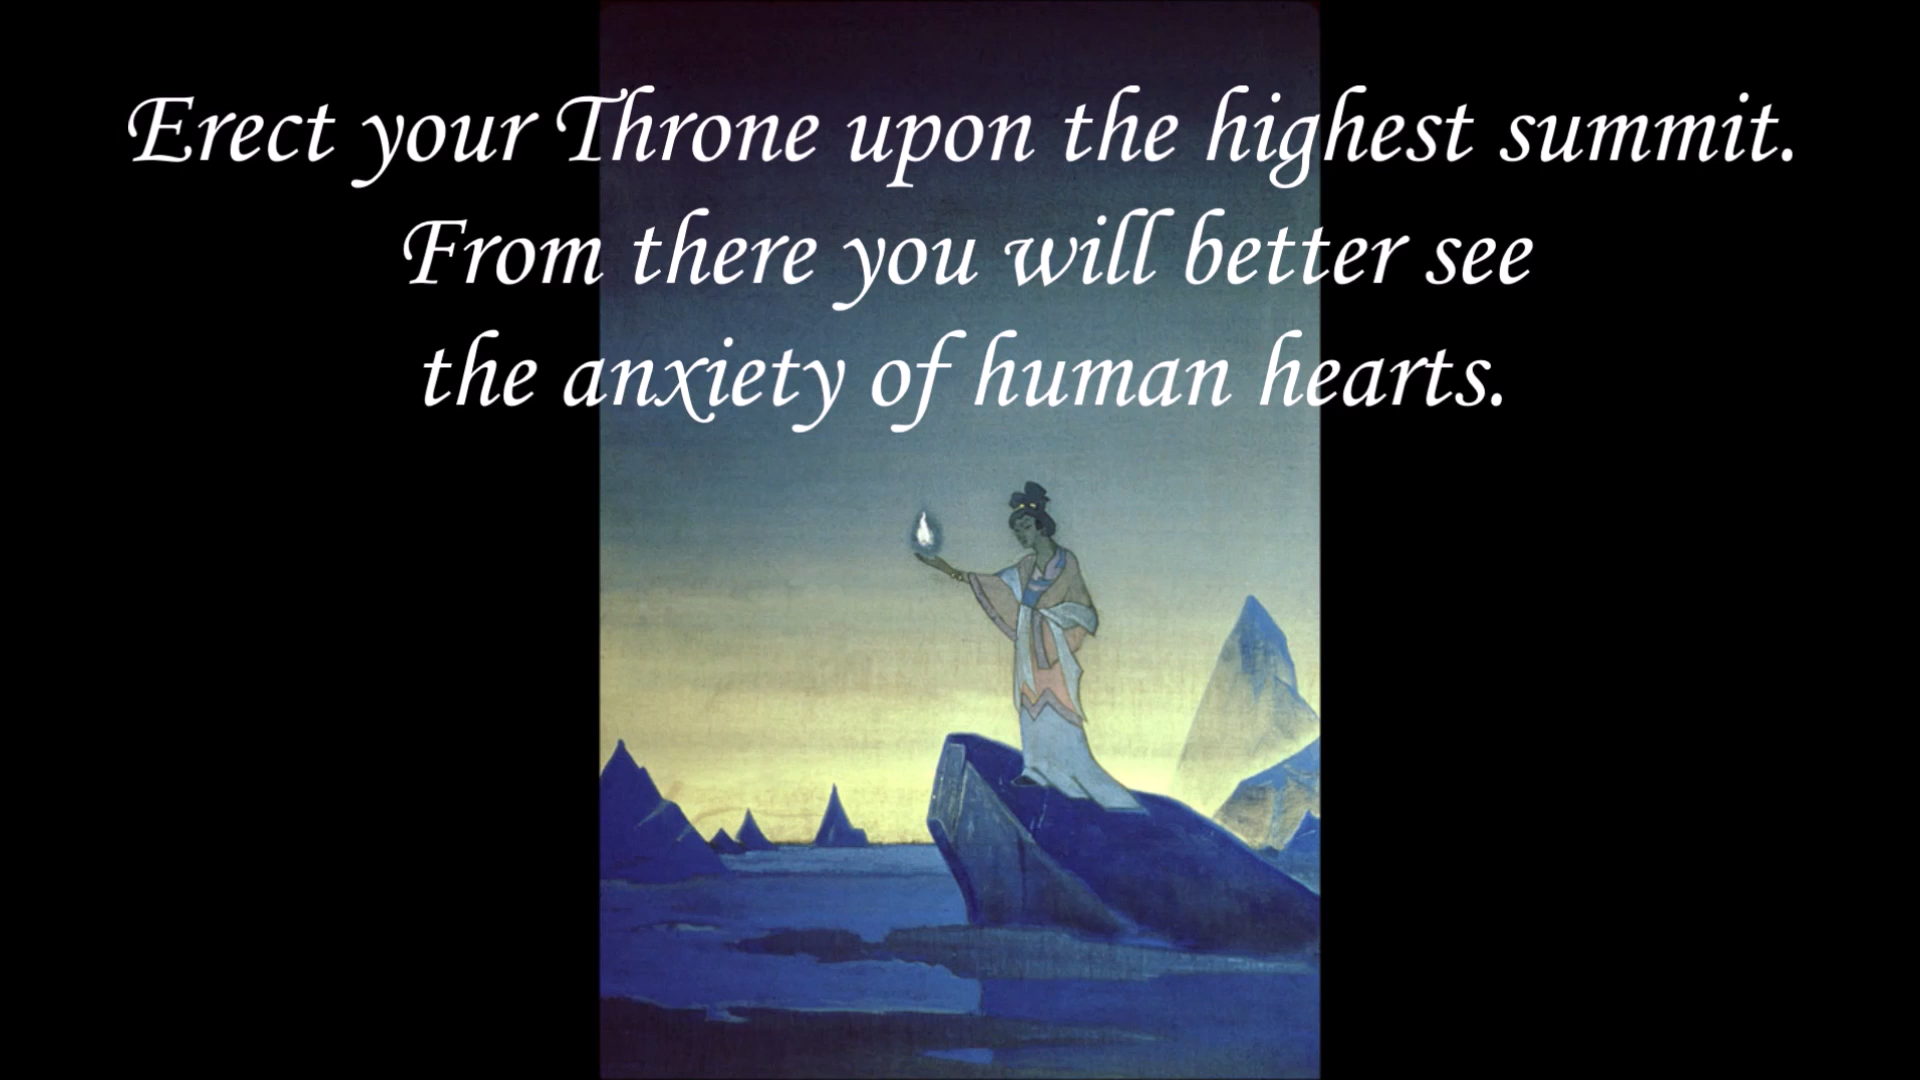 Erect your Throne upon the highest summit.
From there you will better see
the anxiety of human hearts.